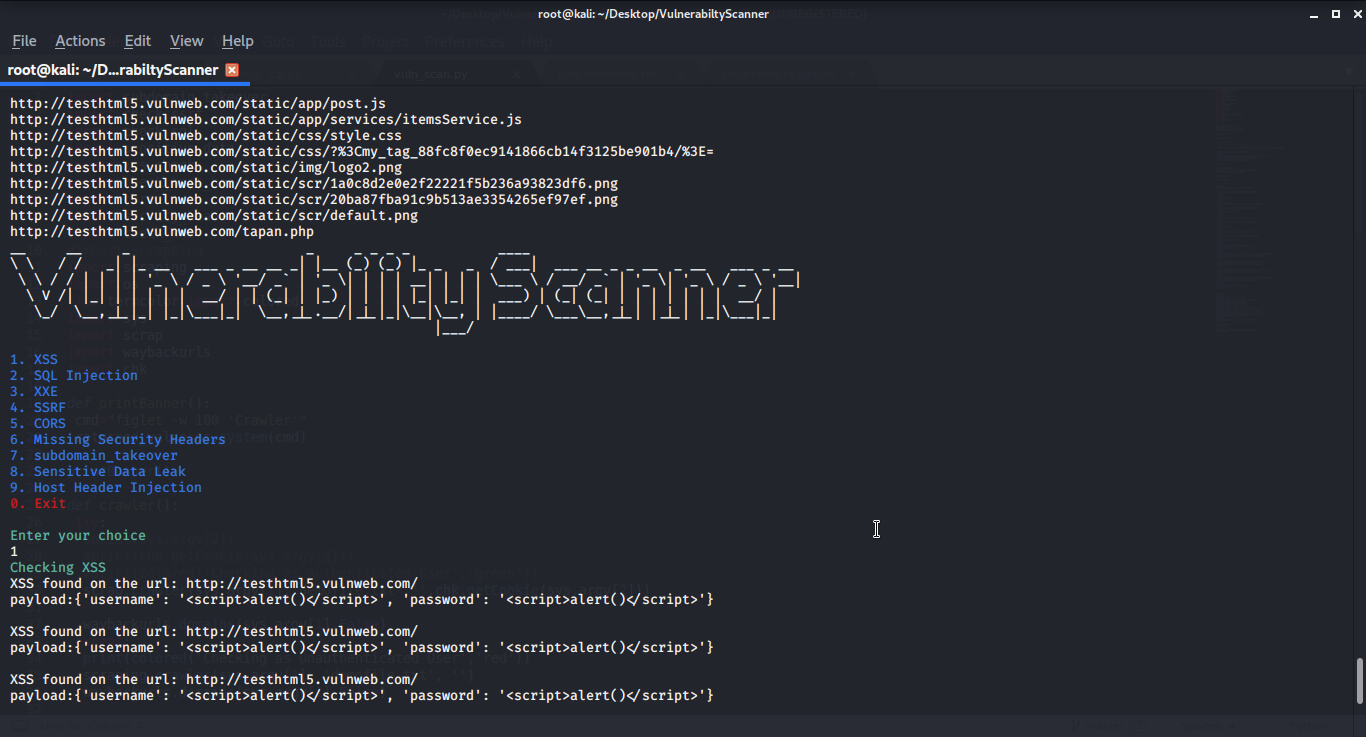 root@kali: ~/Desktop/VulnerabiltyScanner
File Actions Edit View Help
root@kali: ~/D...rabiltyScanner
vuln_scan.py
http://testhtml5.vulnweb.com/static/app/post.js
http://testhtml5.vulnweb.com/static/app/services/itemsService.js
http://testhtml5.vulnweb.com/static/css/style.css
http://testhtml5.vulnweb.com/static/css/?%3Cmy_tag_88fc8f0ec9141866cb14f3125be901b4/%3E=
http://testhtml5.vulnweb.com/static/img/logo2.png
http://testhtml5.vulnweb.com/static/scr/1a0c8d2e0e2f22221f5b236a93823df6.png
http://testhtml5.vulnweb.com/static/scr/20ba87fba91c9b513ae3354265ef97ef.png
http://testhtml5.vulnweb.com/static/scr/default.png
http://testhtml5.vulnweb.com/tapan.php
Vulnerability Scanner
1. XSS
2. SQL Injection
3. XXE
4. SSRF
5. CORS
6. Missing Security Headers
7. subdomain_takeover
8. Sensitive Data Leak
9. Host Header Injection
0. Exit
Enter your choice
1
Checking XSS
XSS found on the url: http://testhtml5.vulnweb.com/
payload:{'username': '<script>alert()</script>', 'password': '<script>alert()</script>'}
XSS found on the url: http://testhtml5.vulnweb.com/
payload:{'username': '<script>alert()</script>', 'password': '<script>alert()</script>'}
XSS found on the url: http://testhtml5.vulnweb.com/
payload:{'username': '<script>alert()</script>', 'password': '<script>alert()</script>'}